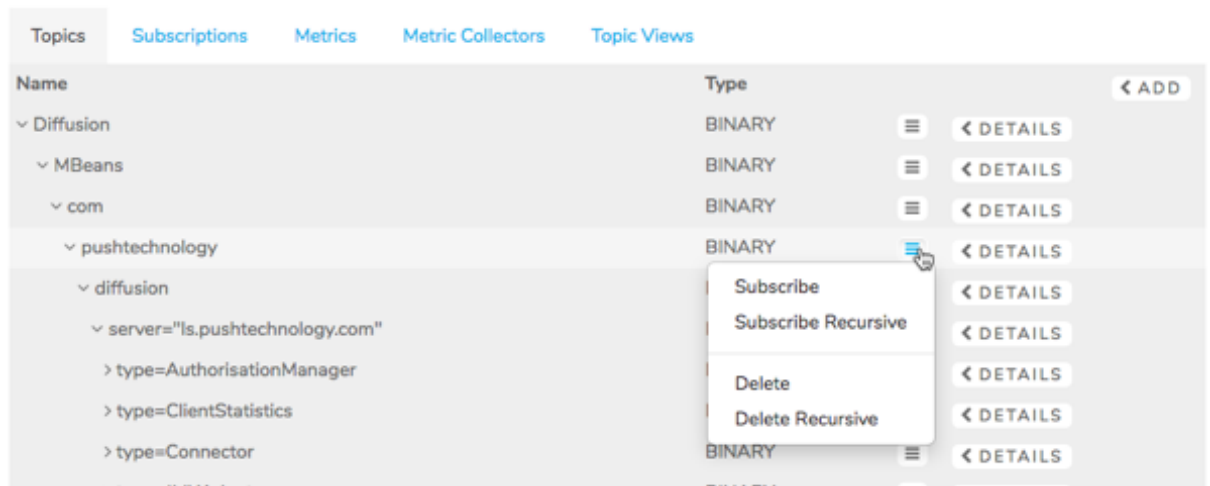 Topics Subscriptions Metrics Metric Collectors Topic Views
Name Type ADD
Diffusion BINARY DETAILS
MBeans BINARY DETAILS
com BINARY DETAILS
pushtechnology BINARY DETAILS
diffusion DETAILS
Subscribe
server="ls.pushtechnology.com" DETAILS
Subscribe Recursive
type=AuthorisationManager DETAILS
Delete
type=ClientStatistics DETAILS
Delete Recursive
type=Connector BINARY DETAILS